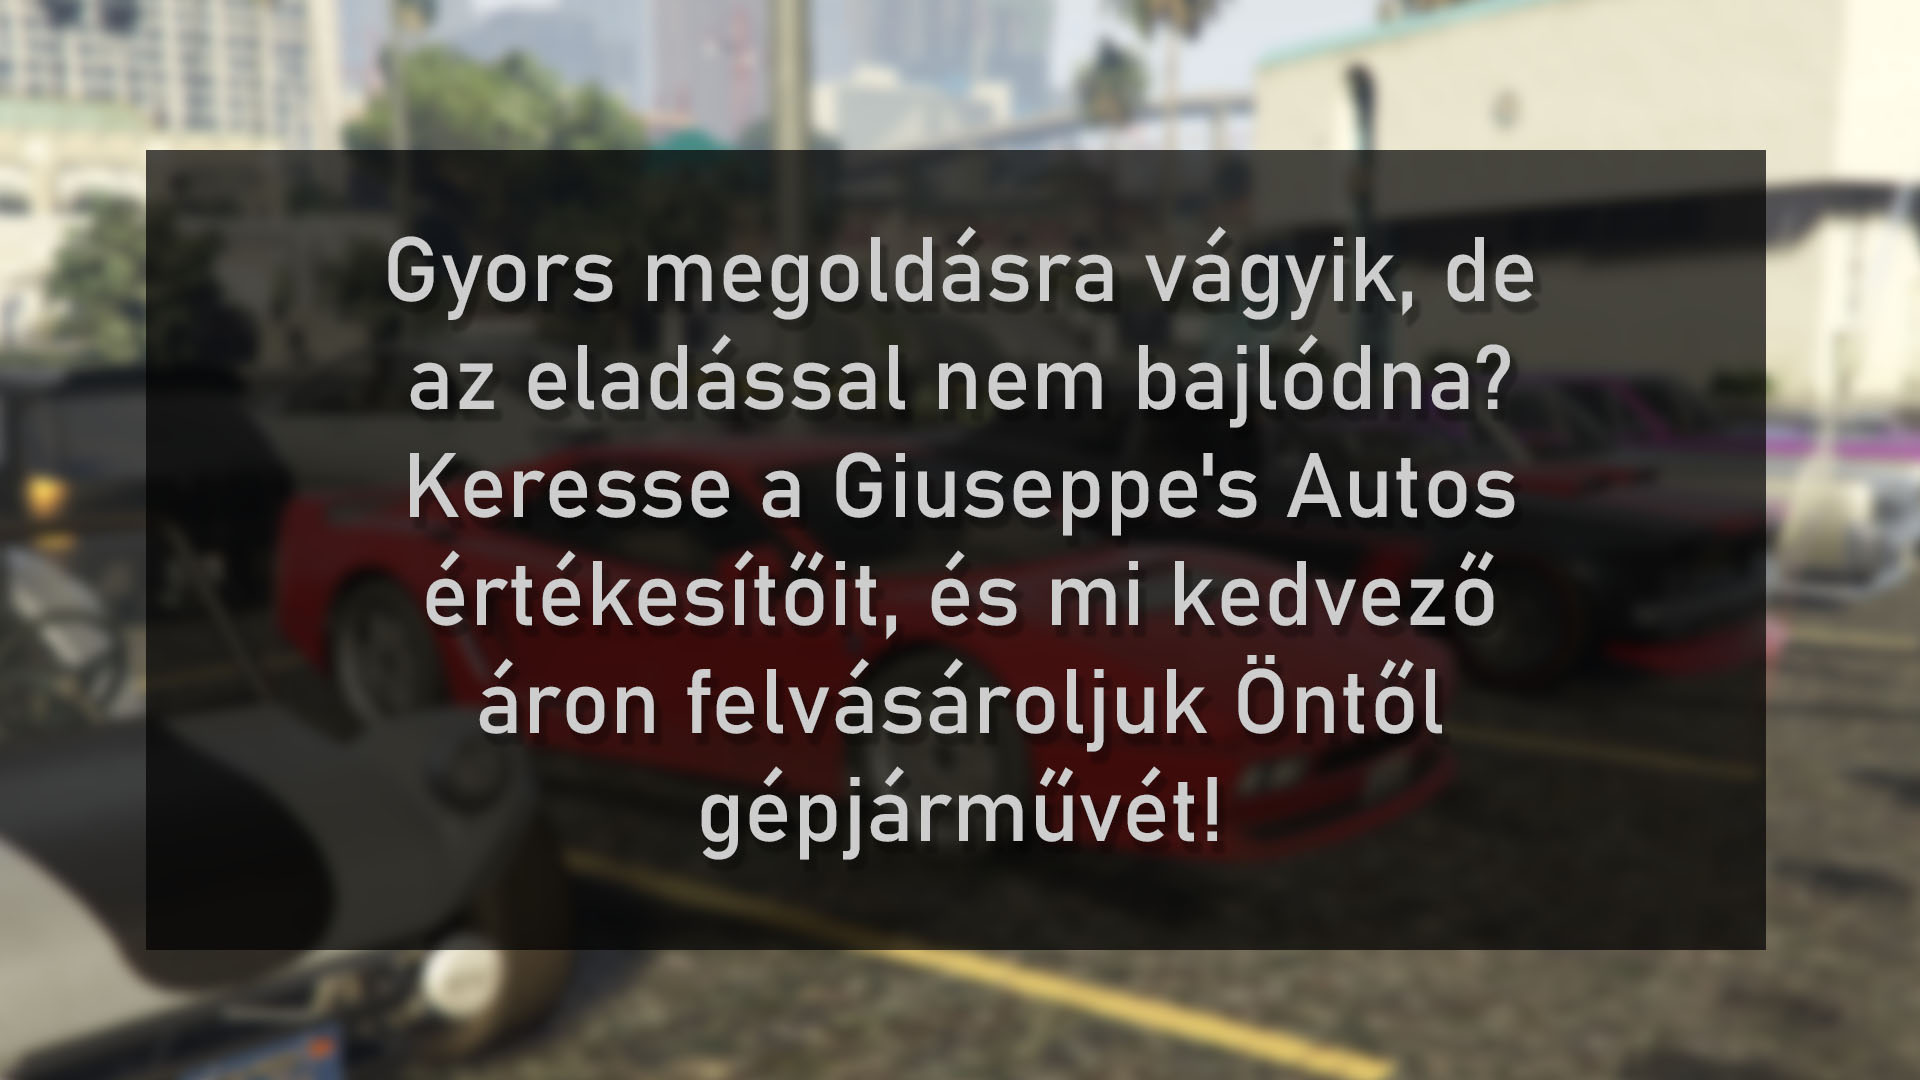 Gyors megoldásra vágyik, de
az eladással nem bajlódna?
Keresse a Giuseppe's Autos
értékesítőit, és mi kedvező
áron felvásároljuk Öntől
gépjárművét!